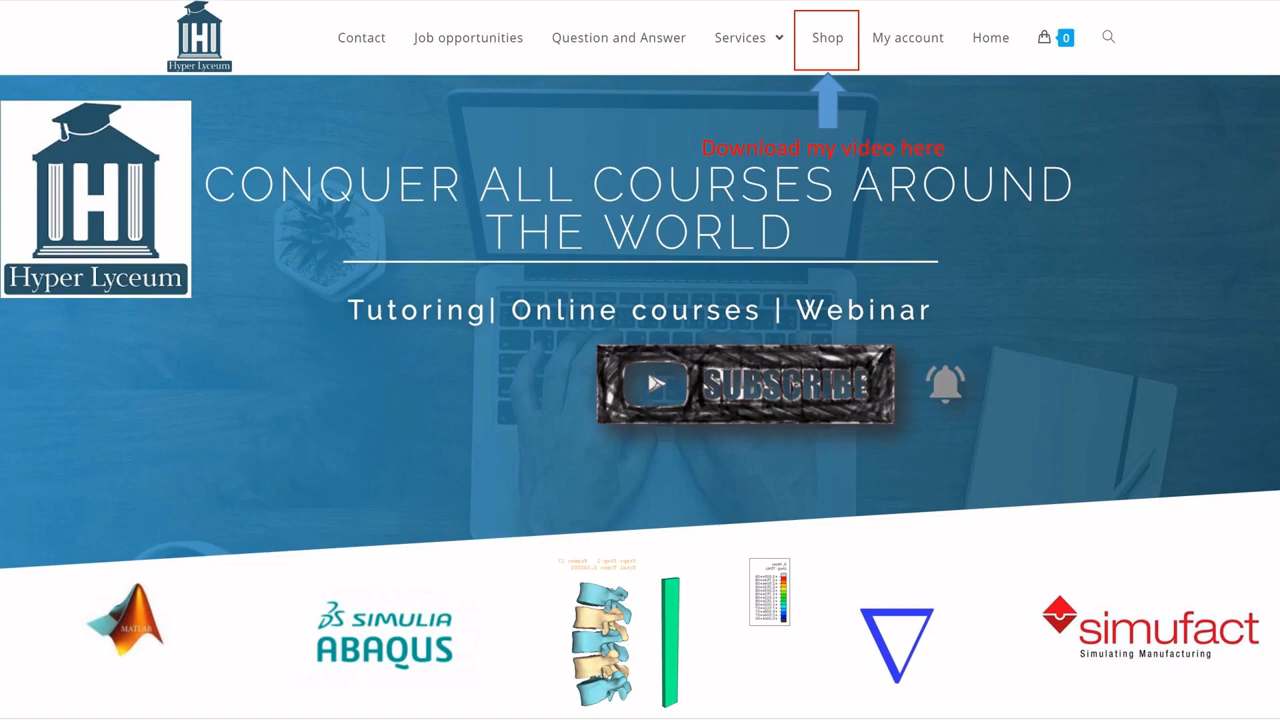 Hyper Lyceum
Contact
Job opportunities
Question and Answer
Services
Shop
My account
Home
0
Download my video here
Hyper Lyceum
CONQUER ALL COURSES AROUND
THE WORLD
Tutoring| Online courses | Webinar
SUBSCRIBE
MATLAB
SIMULIA
ABAQUS
simufact
Simulating Manufacturing